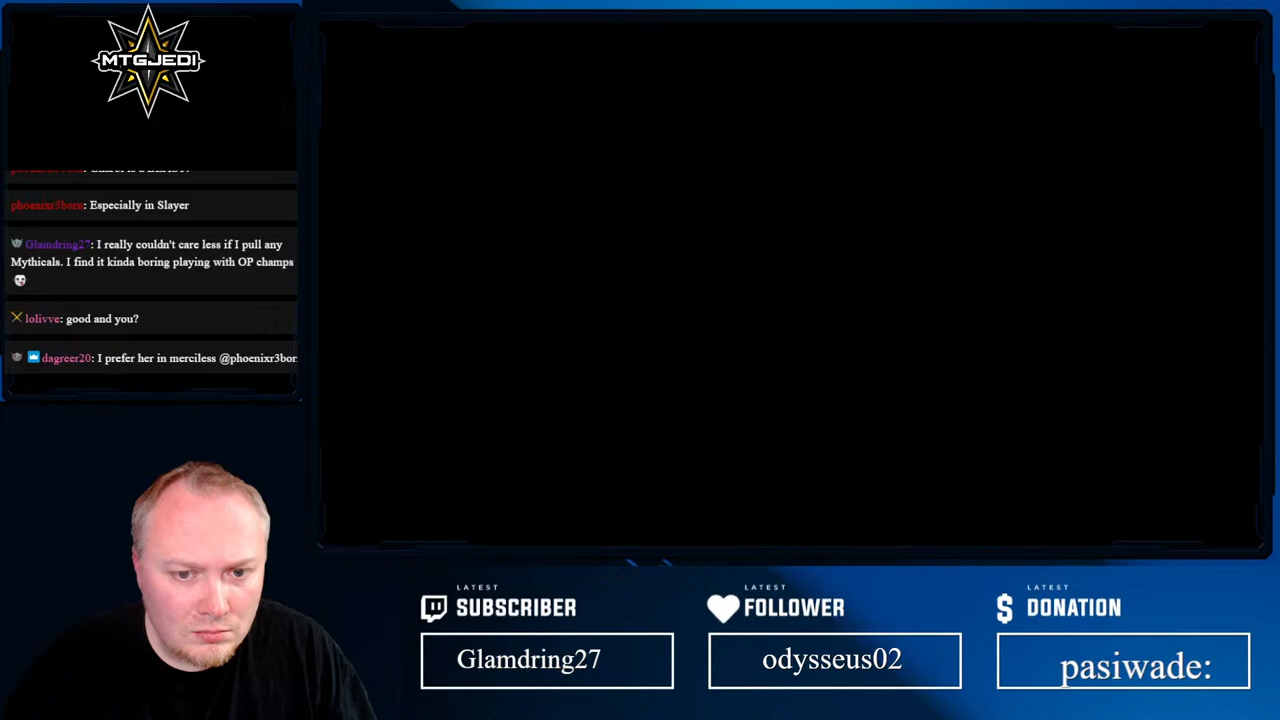 MTGJEDI
phoenixr3born: Especially in Slayer
Glamdring27: I really couldn't care less if I pull any
Mythicals. I find it kinda boring playing with OP champs
lolivve: good and you?
dagreer20: I prefer her in merciless @phoenixr3bor
LATEST
SUBSCRIBER
Glamdring27
LATEST
FOLLOWER
odysseus02
LATEST
$ DONATION
pasiwade: